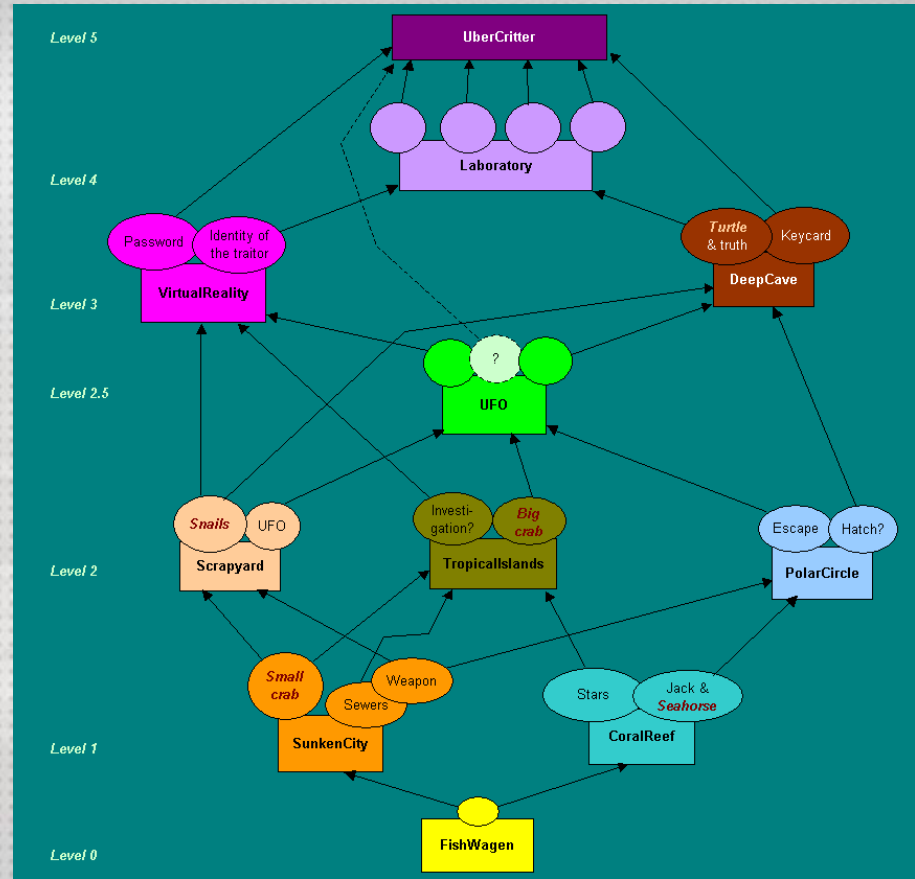 Level 5
UberCritter
Laboratory
Level 4
Password
Identity of
the traitor
Turtle
& truth
Keycard
VirtualReality
DeepCave
Level 3
?
Level 2.5
UFO
Snails
UFO
Investi-
gation?
Big
crab
Escape
Hatch?
Scrapyard
TropicalIslands
PolarCircle
Level 2
Small
crab
Sewers
Weapon
Stars
Jack &
Seahorse
SunkenCity
CoralReef
Level 1
FishWagen
Level 0